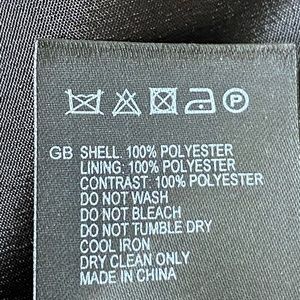 P
GB SHELL: 100% POLYESTER
LINING: 100% POLYESTER
CONTRAST: 100% POLYESTER
DO NOT WASH
DO NOT BLEACH
DO NOT TUMBLE DRY
COOL IRON
DRY CLEAN ONLY
MADE IN CHINA